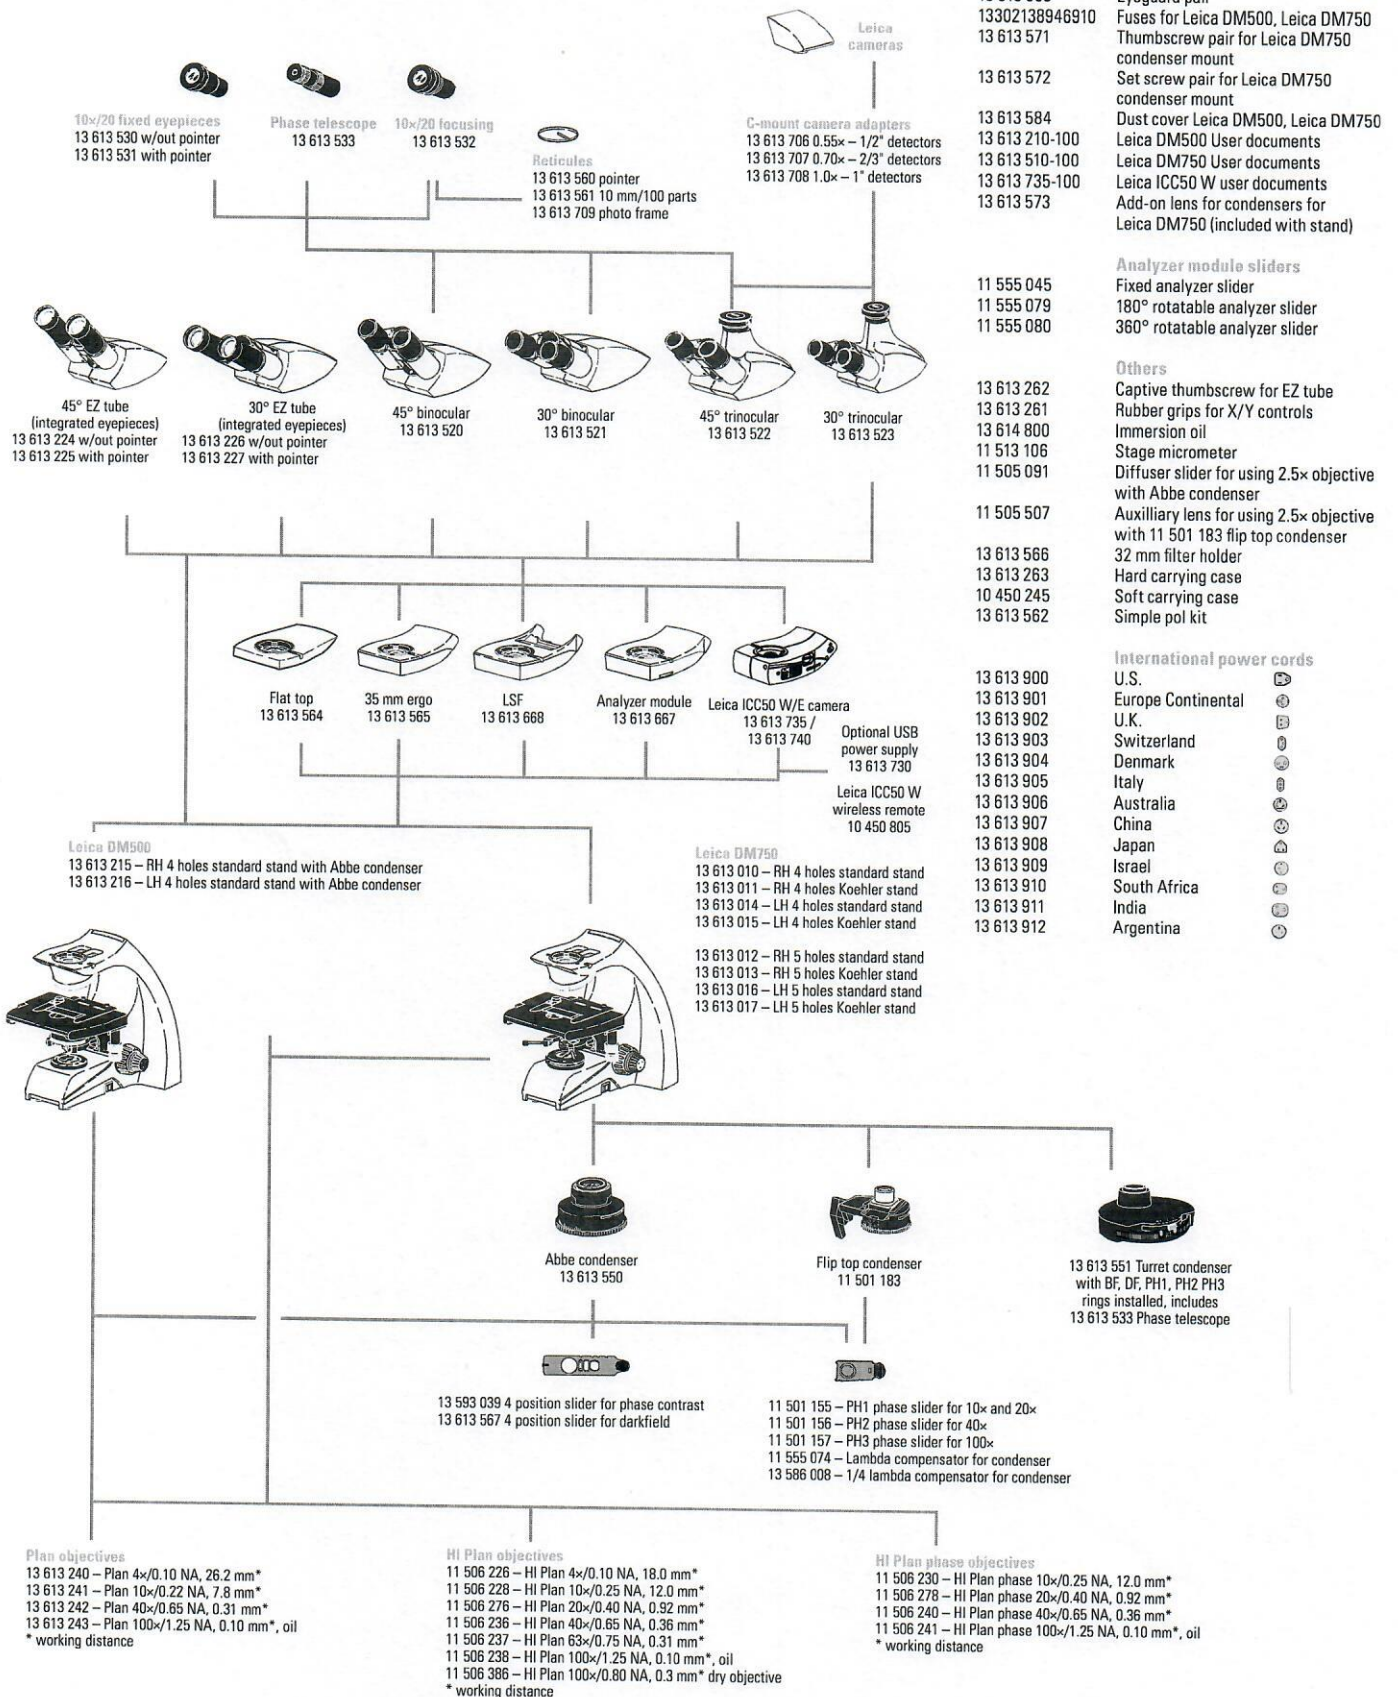 Leica
cameras
10×/20 fixed eyepieces
13 613 530 w/out pointer
13 613 531 with pointer
Phase telescope
13 613 533
10×/20 focusing
13 613 532
Reticules
13 613 560 pointer
13 613 561 10 mm/100 parts
13 613 709 photo frame
C-mount camera adapters
13 613 706 0.55× – 1/2" detectors
13 613 707 0.70× – 2/3" detectors
13 613 708 1.0× – 1" detectors
45° EZ tube
(integrated eyepieces)
13 613 224 w/out pointer
13 613 225 with pointer
30° EZ tube
(integrated eyepieces)
13 613 226 w/out pointer
13 613 227 with pointer
45° binocular
13 613 520
30° binocular
13 613 521
45° trinocular
13 613 522
30° trinocular
13 613 523
Flat top
13 613 564
35 mm ergo
13 613 565
LSF
13 613 668
Analyzer module
13 613 667
Leica ICC50 W/E camera
13 613 735 /
13 613 740
Optional USB
power supply
13 613 730
Leica ICC50 W
wireless remote
10 450 805
Leica DM500
13 613 215 – RH 4 holes standard stand with Abbe condenser
13 613 216 – LH 4 holes standard stand with Abbe condenser
Leica DM750
13 613 010 – RH 4 holes standard stand
13 613 011 – RH 4 holes Koehler stand
13 613 014 – LH 4 holes standard stand
13 613 015 – LH 4 holes Koehler stand
13 613 012 – RH 5 holes standard stand
13 613 013 – RH 5 holes Koehler stand
13 613 016 – LH 5 holes standard stand
13 613 017 – LH 5 holes Koehler stand
Abbe condenser
13 613 550
Flip top condenser
11 501 183
13 613 551 Turret condenser
with BF, DF, PH1, PH2 PH3
rings installed, includes
13 613 533 Phase telescope
13 593 039 4 position slider for phase contrast
13 613 567 4 position slider for darkfield
11 501 155 – PH1 phase slider for 10× and 20×
11 501 156 – PH2 phase slider for 40×
11 501 157 – PH3 phase slider for 100×
11 555 074 – Lambda compensator for condenser
13 586 008 – 1/4 lambda compensator for condenser
Plan objectives
13 613 240 – Plan 4×/0.10 NA, 26.2 mm*
13 613 241 – Plan 10×/0.22 NA, 7.8 mm*
13 613 242 – Plan 40×/0.65 NA, 0.31 mm*
13 613 243 – Plan 100×/1.25 NA, 0.10 mm*, oil
* working distance
HI Plan objectives
11 506 226 – HI Plan 4×/0.10 NA, 18.0 mm*
11 506 228 – HI Plan 10×/0.25 NA, 12.0 mm*
11 506 276 – HI Plan 20×/0.40 NA, 0.92 mm*
11 506 236 – HI Plan 40×/0.65 NA, 0.36 mm*
11 506 237 – HI Plan 63×/0.75 NA, 0.31 mm*
11 506 238 – HI Plan 100×/1.25 NA, 0.10 mm*, oil
11 506 386 – HI Plan 100×/0.80 NA, 0.3 mm* dry objective
* working distance
HI Plan phase objectives
11 506 230 – HI Plan phase 10×/0.25 NA, 12.0 mm*
11 506 278 – HI Plan phase 20×/0.40 NA, 0.92 mm*
11 506 240 – HI Plan phase 40×/0.65 NA, 0.36 mm*
11 506 241 – HI Plan phase 100×/1.25 NA, 0.10 mm*, oil
* working distance
13302138946910 Fuses for Leica DM500, Leica DM750
13 613 571 Thumbscrew pair for Leica DM750
condenser mount
13 613 572 Set screw pair for Leica DM750
condenser mount
13 613 584 Dust cover Leica DM500, Leica DM750
13 613 210-100 Leica DM500 User documents
13 613 510-100 Leica DM750 User documents
13 613 735-100 Leica ICC50 W user documents
13 613 573 Add-on lens for condensers for
Leica DM750 (included with stand)
Analyzer module sliders
11 555 045 Fixed analyzer slider
11 555 079 180° rotatable analyzer slider
11 555 080 360° rotatable analyzer slider
Others
13 613 262 Captive thumbscrew for EZ tube
13 613 261 Rubber grips for X/Y controls
13 614 800 Immersion oil
11 513 106 Stage micrometer
11 505 091 Diffuser slider for using 2.5× objective
with Abbe condenser
11 505 507 Auxilliary lens for using 2.5× objective
with 11 501 183 flip top condenser
13 613 566 32 mm filter holder
13 613 263 Hard carrying case
10 450 245 Soft carrying case
13 613 562 Simple pol kit
International power cords
13 613 900 U.S.
13 613 901 Europe Continental
13 613 902 U.K.
13 613 903 Switzerland
13 613 904 Denmark
13 613 905 Italy
13 613 906 Australia
13 613 907 China
13 613 908 Japan
13 613 909 Israel
13 613 910 South Africa
13 613 911 India
13 613 912 Argentina